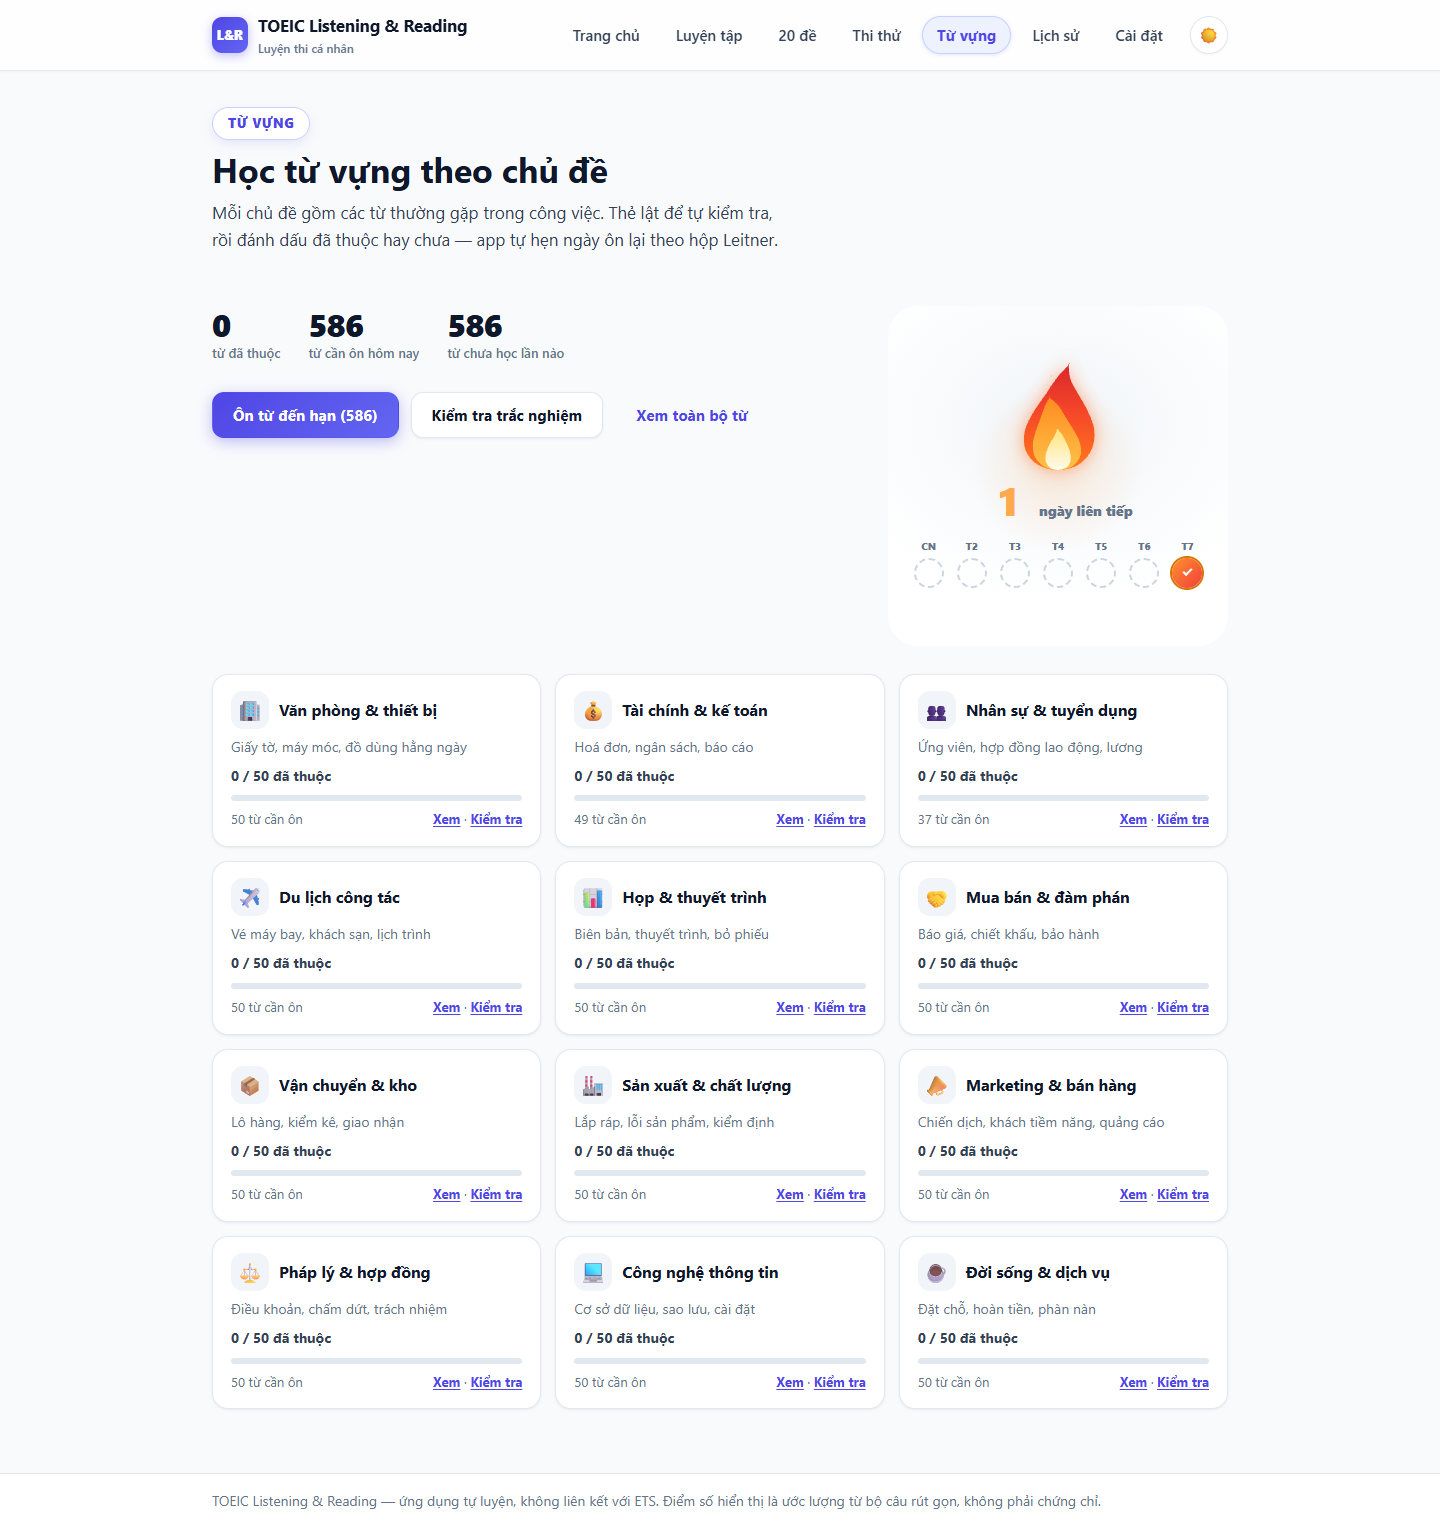 L&R
TOEIC Listening & Reading
Luyện thi cá nhân
Trang chủ
Luyện tập
20 đề
Thi thử
Từ vựng
Lịch sử
Cài đặt
TỪ VỰNG
Học từ vựng theo chủ đề
Mỗi chủ đề gồm các từ thường gặp trong công việc. Thẻ lật để tự kiểm tra,
rồi đánh dấu đã thuộc hay chưa — app tự hẹn ngày ôn lại theo hộp Leitner.
0
từ đã thuộc
586
từ cần ôn hôm nay
586
từ chưa học lần nào
Ôn từ đến hạn (586)
Kiểm tra trắc nghiệm
Xem toàn bộ từ
1 ngày liên tiếp
CN T2 T3 T4 T5 T6 T7
Văn phòng & thiết bị
Giấy tờ, máy móc, đồ dùng hằng ngày
0 / 50 đã thuộc
50 từ cần ôn
Xem · Kiểm tra
Tài chính & kế toán
Hoá đơn, ngân sách, báo cáo
0 / 50 đã thuộc
49 từ cần ôn
Xem · Kiểm tra
Nhân sự & tuyển dụng
Ứng viên, hợp đồng lao động, lương
0 / 50 đã thuộc
37 từ cần ôn
Xem · Kiểm tra
Du lịch công tác
Vé máy bay, khách sạn, lịch trình
0 / 50 đã thuộc
50 từ cần ôn
Xem · Kiểm tra
Họp & thuyết trình
Biên bản, thuyết trình, bỏ phiếu
0 / 50 đã thuộc
50 từ cần ôn
Xem · Kiểm tra
Mua bán & đàm phán
Báo giá, chiết khấu, bảo hành
0 / 50 đã thuộc
50 từ cần ôn
Xem · Kiểm tra
Vận chuyển & kho
Lô hàng, kiểm kê, giao nhận
0 / 50 đã thuộc
50 từ cần ôn
Xem · Kiểm tra
Sản xuất & chất lượng
Lắp ráp, lỗi sản phẩm, kiểm định
0 / 50 đã thuộc
50 từ cần ôn
Xem · Kiểm tra
Marketing & bán hàng
Chiến dịch, khách tiềm năng, quảng cáo
0 / 50 đã thuộc
50 từ cần ôn
Xem · Kiểm tra
Pháp lý & hợp đồng
Điều khoản, chấm dứt, trách nhiệm
0 / 50 đã thuộc
50 từ cần ôn
Xem · Kiểm tra
Công nghệ thông tin
Cơ sở dữ liệu, sao lưu, cài đặt
0 / 50 đã thuộc
50 từ cần ôn
Xem · Kiểm tra
Đời sống & dịch vụ
Đặt chỗ, hoàn tiền, phàn nàn
0 / 50 đã thuộc
50 từ cần ôn
Xem · Kiểm tra
TOEIC Listening & Reading — ứng dụng tự luyện, không liên kết với ETS. Điểm số hiển thị là ước lượng từ bộ câu rút gọn, không phải chứng chỉ.